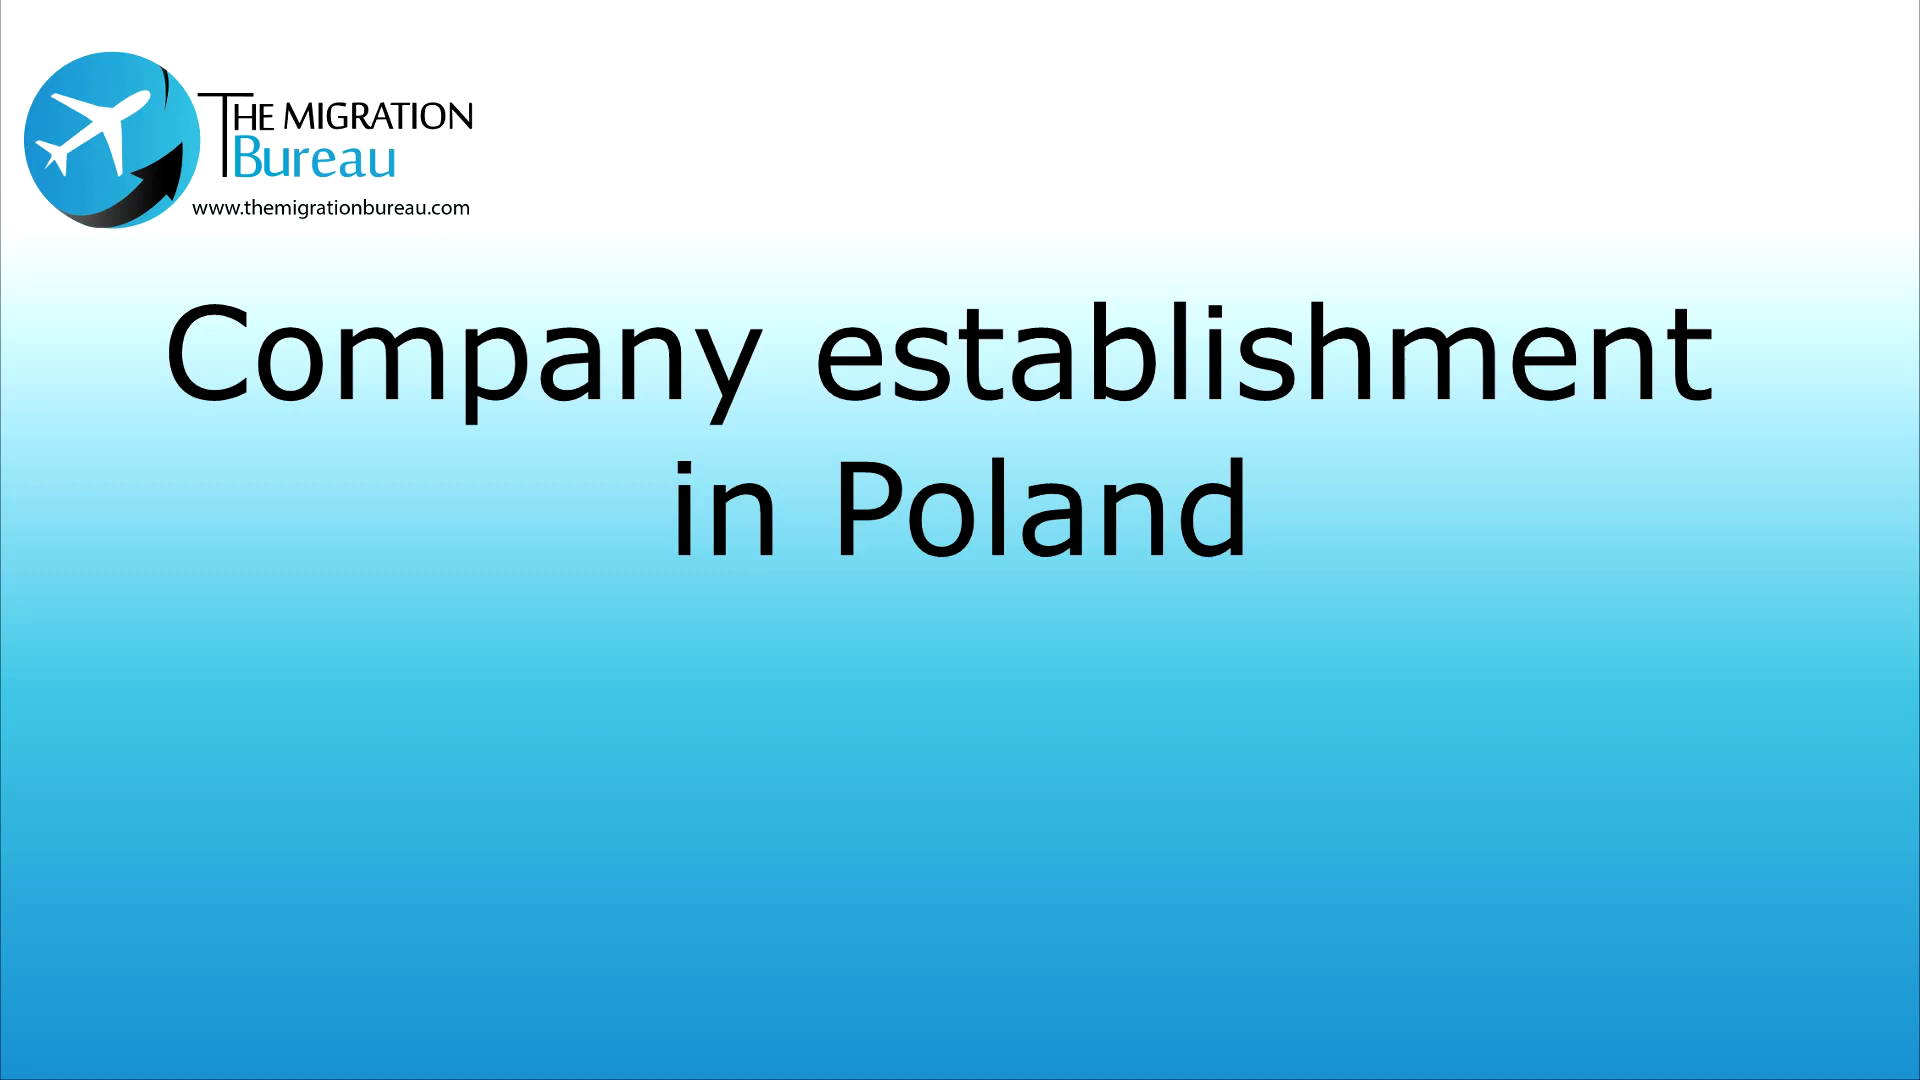 THE MIGRATION
Bureau
www.themigrationbureau.com
Company establishment
in Poland